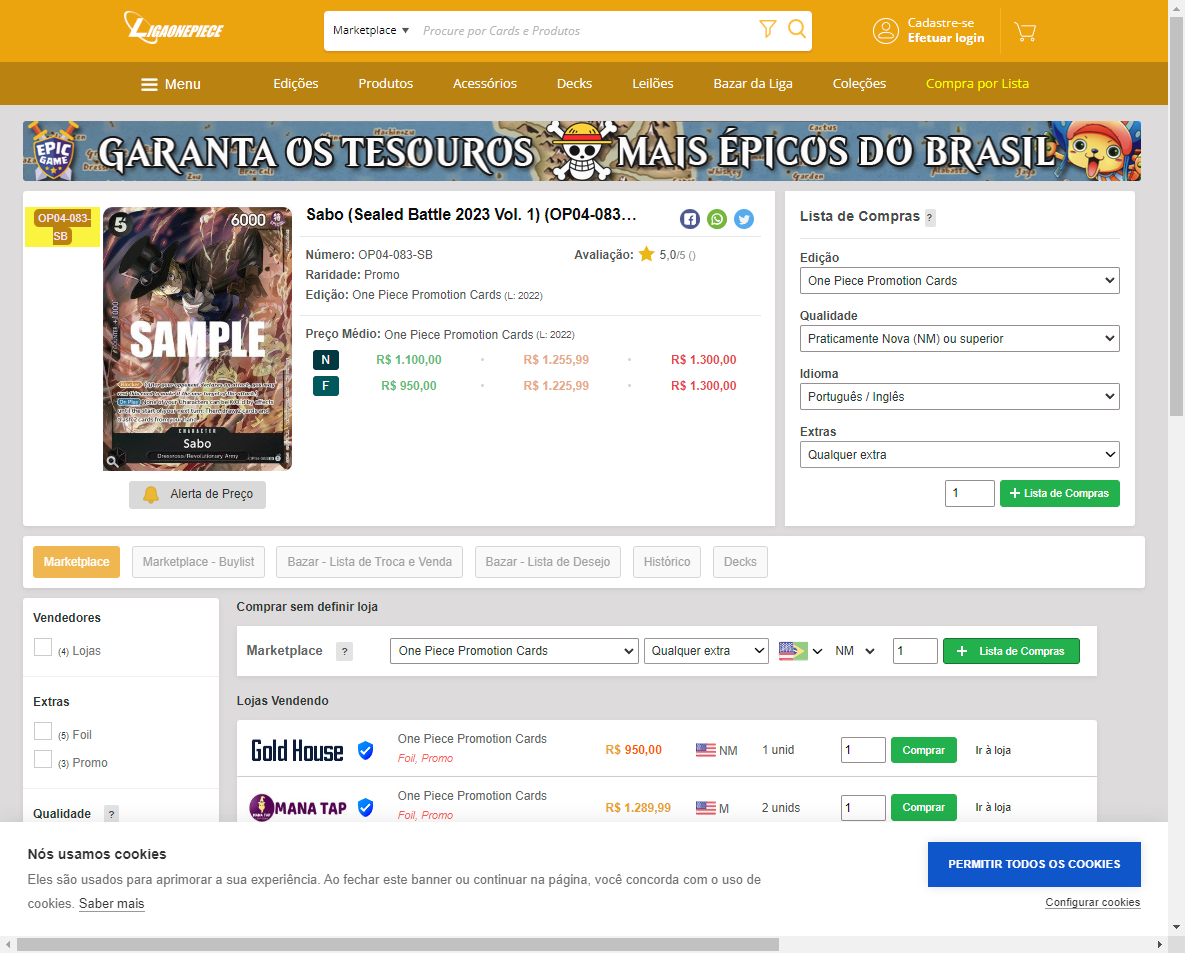 LIGAONEPIECE
Marketplace ▼ Procure por Cards e Produtos
Cadastre-se
Efetuar login
Menu Edições Produtos Acessórios Decks Leilões Bazar da Liga Coleções Compra por Lista
EPIC GAME GARANTA OS TESOUROS MAIS ÉPICOS DO BRASIL
OP04-083-SB
5 6000
SAMPLE
Blocker
On Play
CHARACTER
Sabo
Dressrosa/Revolutionary Army
Alerta de Preço
Sabo (Sealed Battle 2023 Vol. 1) (OP04-083...
Número: OP04-083-SB Avaliação: 5,0/5 ()
Raridade: Promo
Edição: One Piece Promotion Cards (L: 2022)
Preço Médio: One Piece Promotion Cards (L: 2022)
N R$ 1.100,00 R$ 1.255,99 R$ 1.300,00
F R$ 950,00 R$ 1.225,99 R$ 1.300,00
Lista de Compras ?
Edição
One Piece Promotion Cards
Qualidade
Praticamente Nova (NM) ou superior
Idioma
Português / Inglês
Extras
Qualquer extra
1 + Lista de Compras
Marketplace Marketplace - Buylist Bazar - Lista de Troca e Venda Bazar - Lista de Desejo Histórico Decks
Vendedores
(4) Lojas
Extras
(5) Foil
(3) Promo
Qualidade ?
Comprar sem definir loja
Marketplace ? One Piece Promotion Cards Qualquer extra NM 1 + Lista de Compras
Lojas Vendendo
Gold House One Piece Promotion Cards R$ 950,00 NM 1 unid 1 Comprar Ir à loja
Foil, Promo
MANA TAP One Piece Promotion Cards R$ 1.289,99 M 2 unids 1 Comprar Ir à loja
Foil, Promo
Nós usamos cookies
Eles são usados para aprimorar a sua experiência. Ao fechar este banner ou continuar na página, você concorda com o uso de
cookies. Saber mais
PERMITIR TODOS OS COOKIES
Configurar cookies